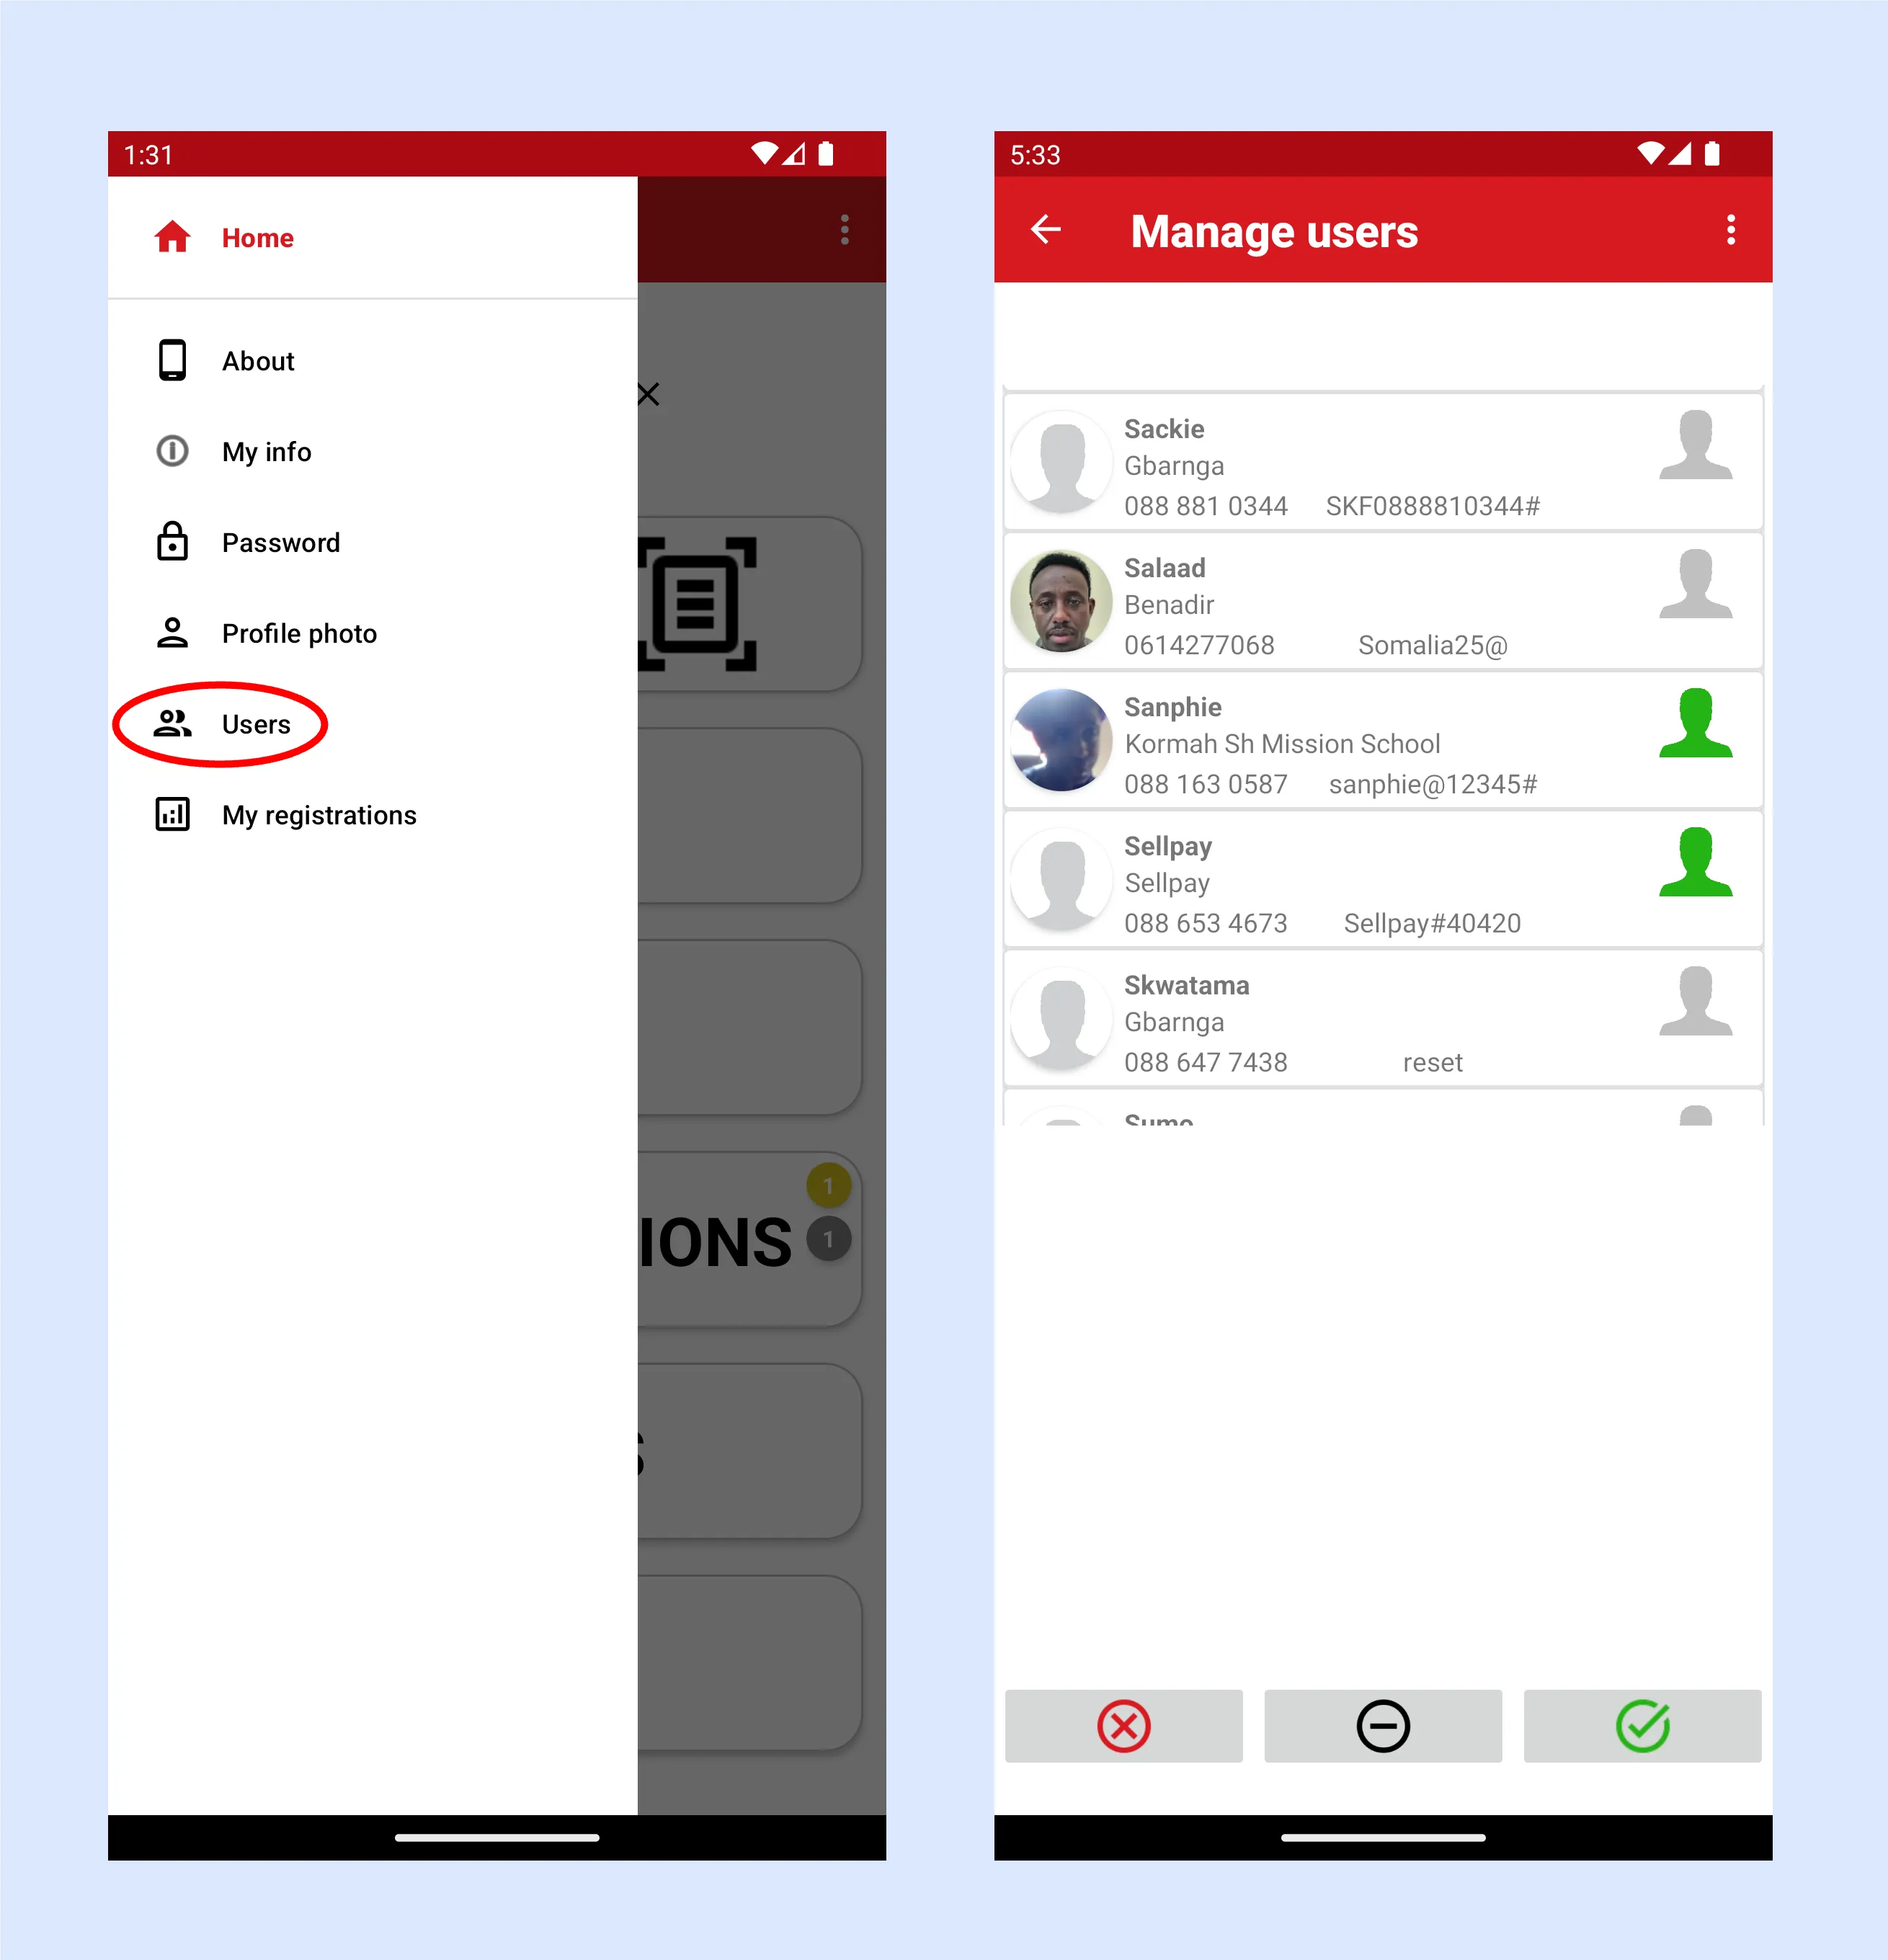 1:31
Home
About
My info
Password
Profile photo
Users
My registrations
IONS
1
1
S
5:33
Manage users
Sackie
Gbarnga
088 881 0344 SKF0888810344#
Salaad
Benadir
0614277068 Somalia25@
Sanphie
Kormah Sh Mission School
088 163 0587 sanphie@12345#
Sellpay
Sellpay
088 653 4673 Sellpay#40420
Skwatama
Gbarnga
088 647 7438 reset
Sumo